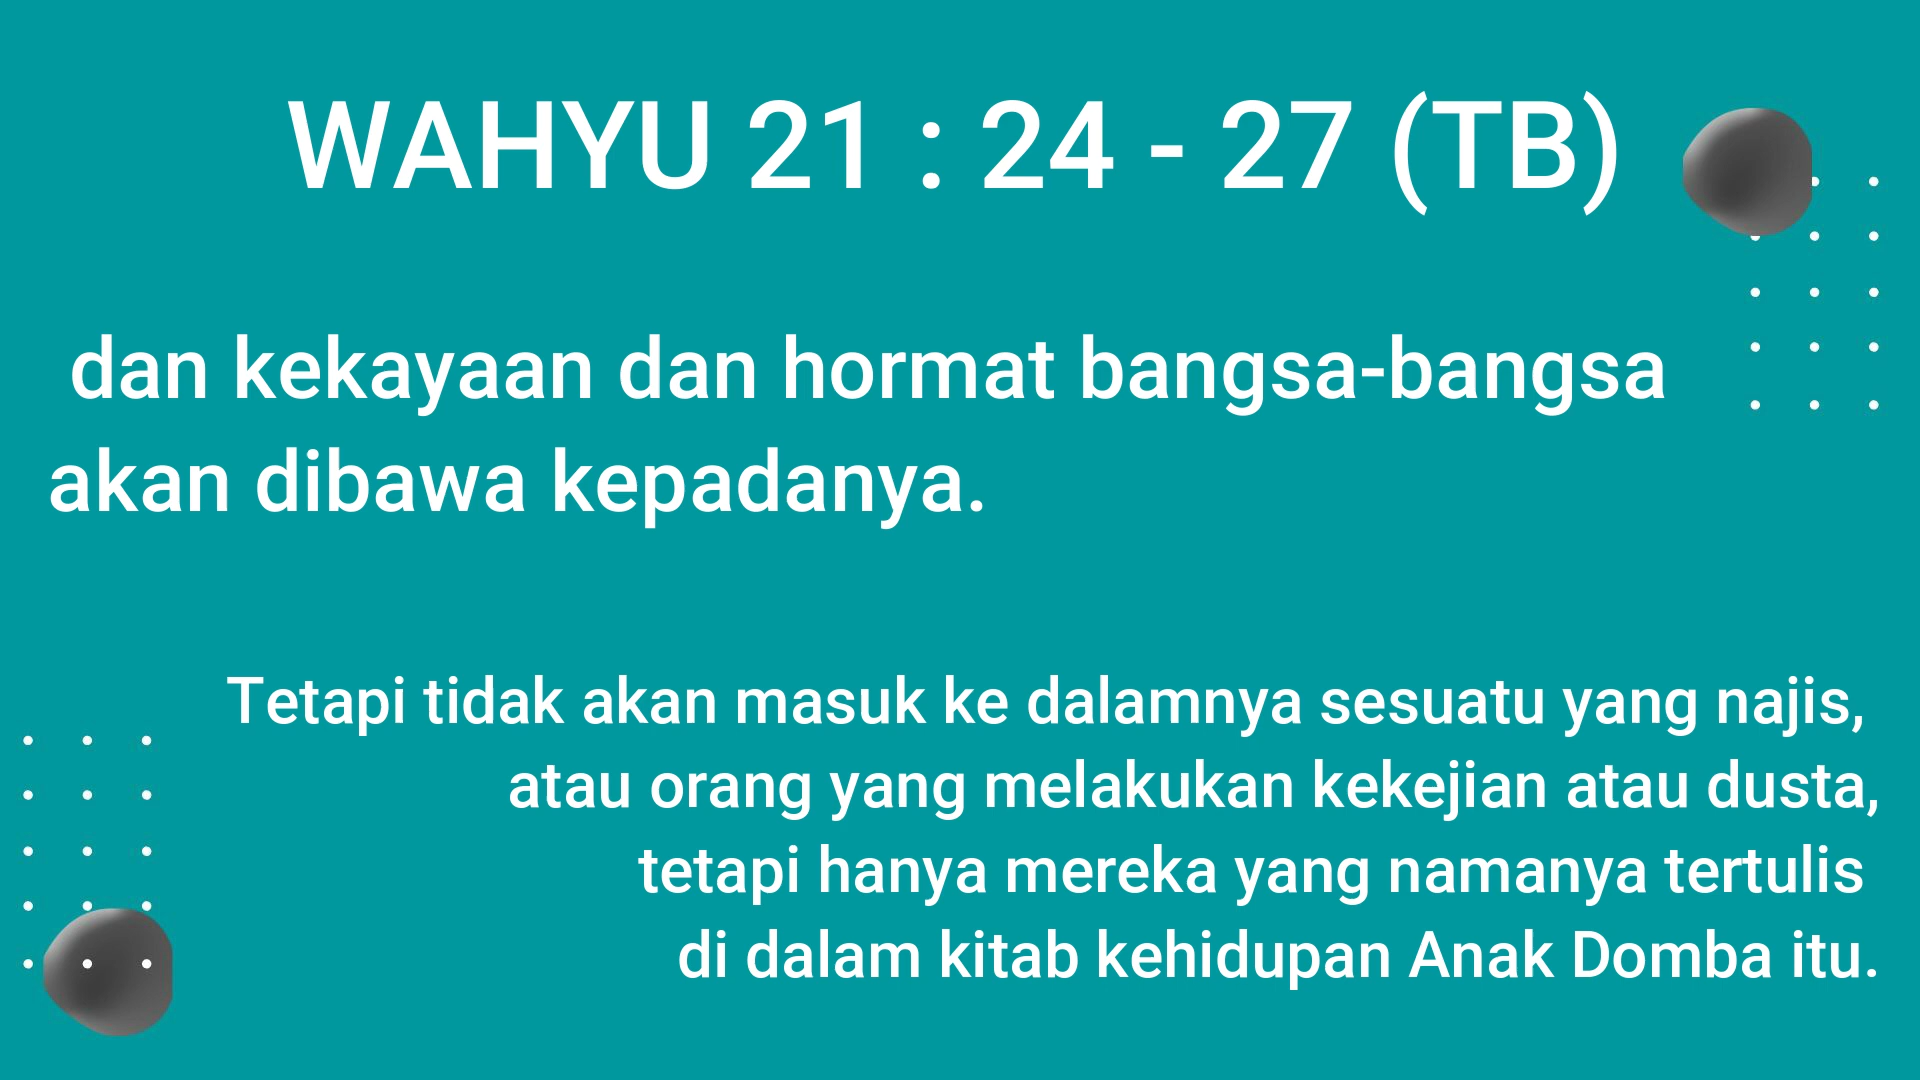 WAHYU 21 : 24 - 27 (TB)
dan kekayaan dan hormat bangsa-bangsa
akan dibawa kepadanya.
Tetapi tidak akan masuk ke dalamnya sesuatu yang najis,
atau orang yang melakukan kekejian atau dusta,
tetapi hanya mereka yang namanya tertulis
di dalam kitab kehidupan Anak Domba itu.